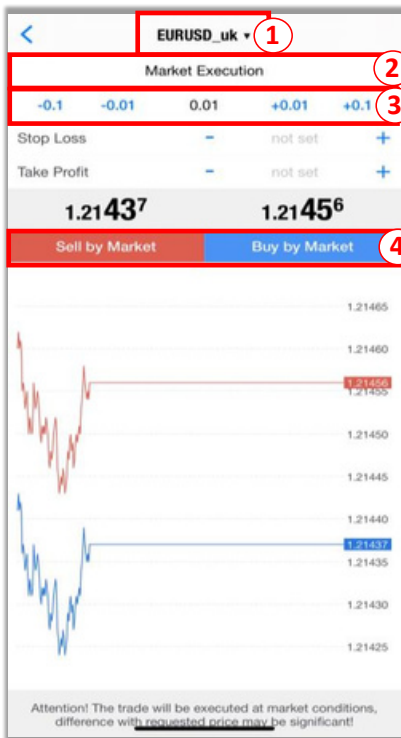 EURUSD_uk ▾ 1
Market Execution 2
-0.1 -0.01 0.01 +0.01 +0.1 3
Stop Loss - not set +
Take Profit - not set +
1.21437 1.21456
Sell by Market Buy by Market 4
1.21465
1.21460
1.21456
1.21455
1.21450
1.21445
1.21440
1.21437
1.21435
1.21430
1.21425
Attention! The trade will be executed at market conditions,
difference with requested price may be significant!